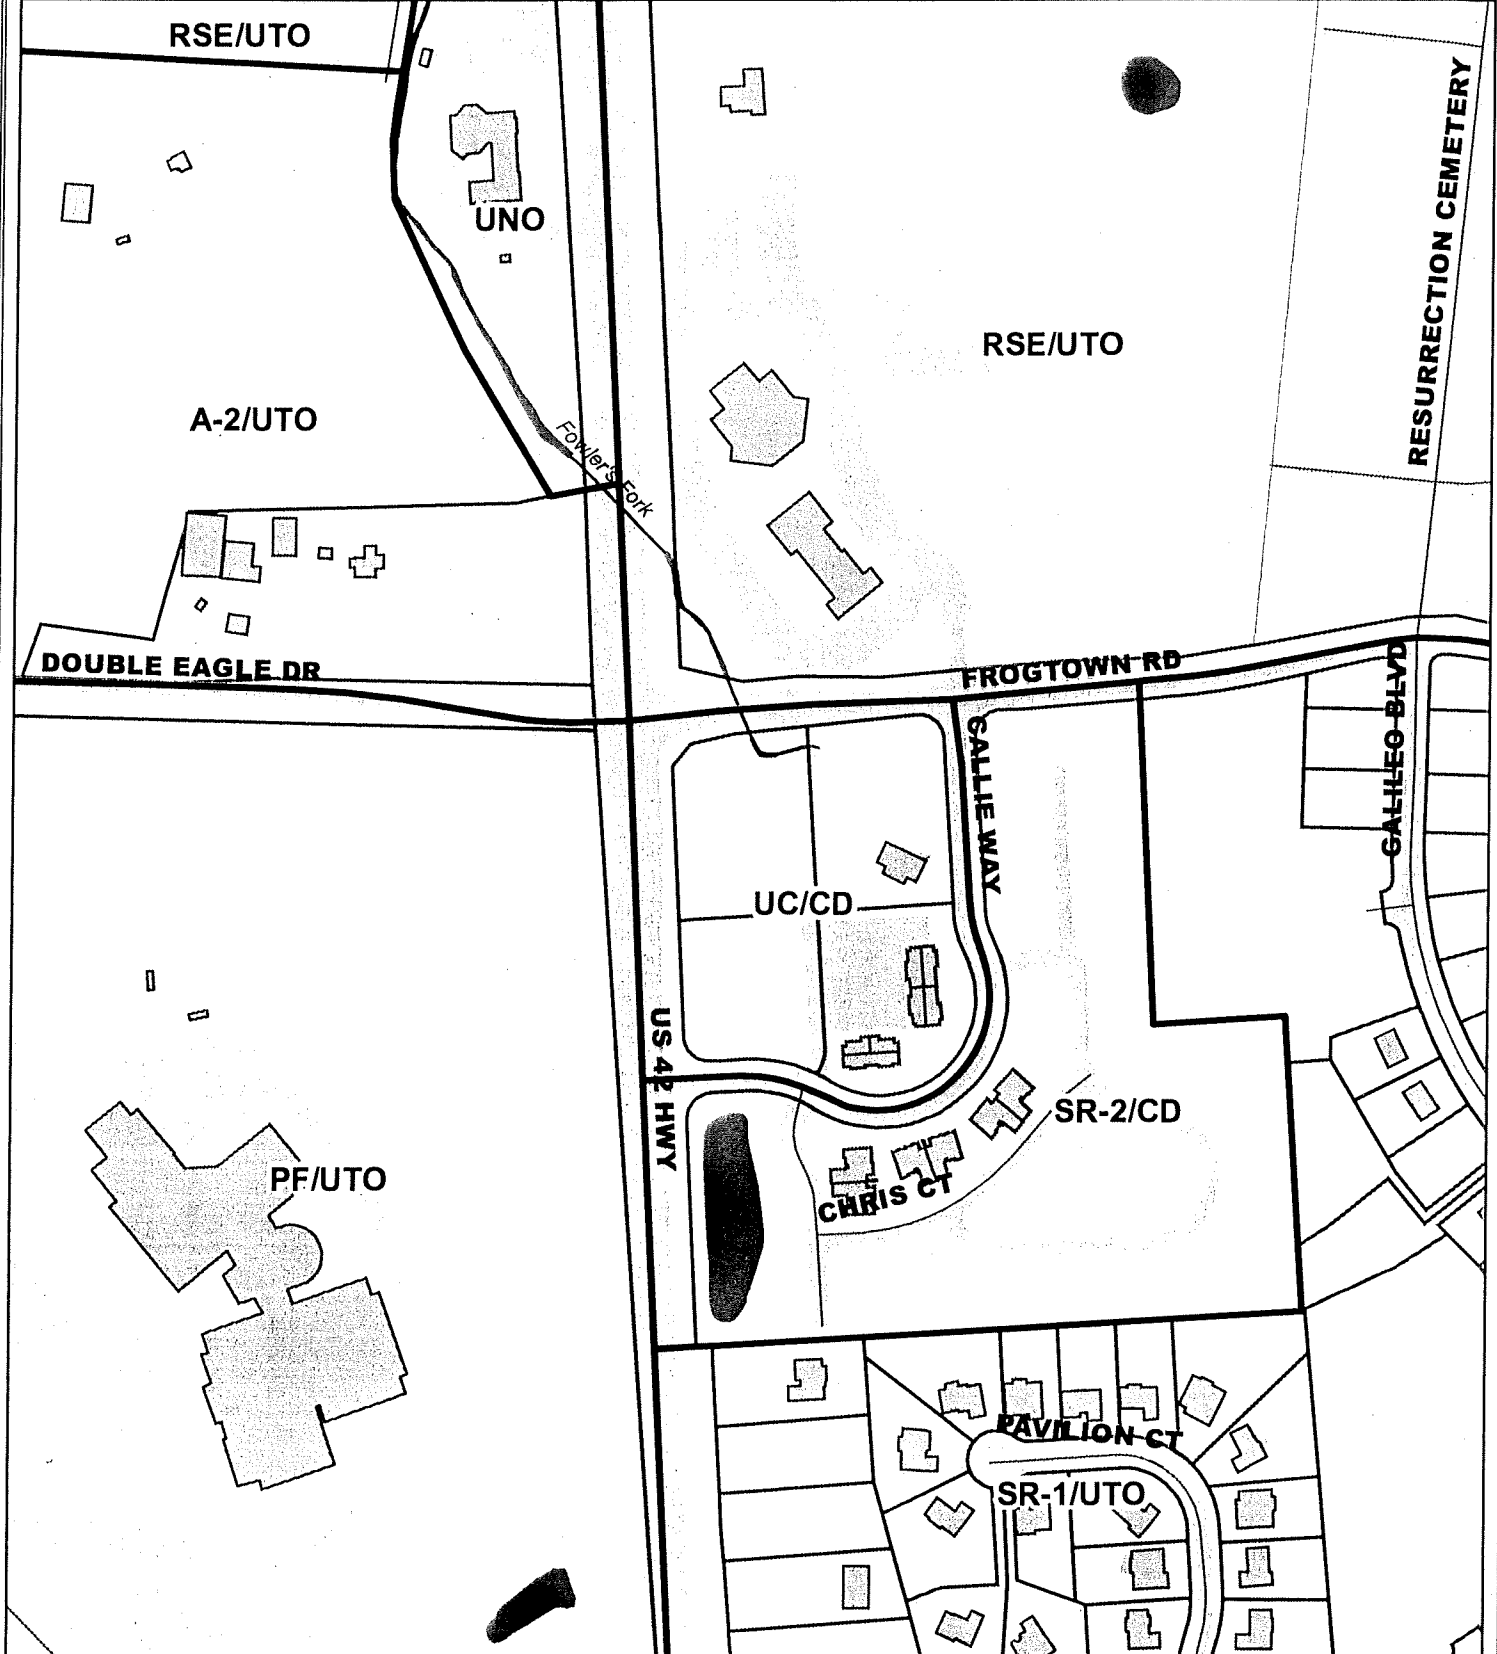 RSE/UTO
RESURRECTION CEMETERY
UNO
RSE/UTO
A-2/UTO
Fowler's Fork
DOUBLE EAGLE DR
FROGTOWN RD
GALILEO BLVD
CALLIE WAY
UC/CD
US 42 HWY
SR-2/CD
PF/UTO
CHRIS CT
PAVILION CT
SR-1/UTO